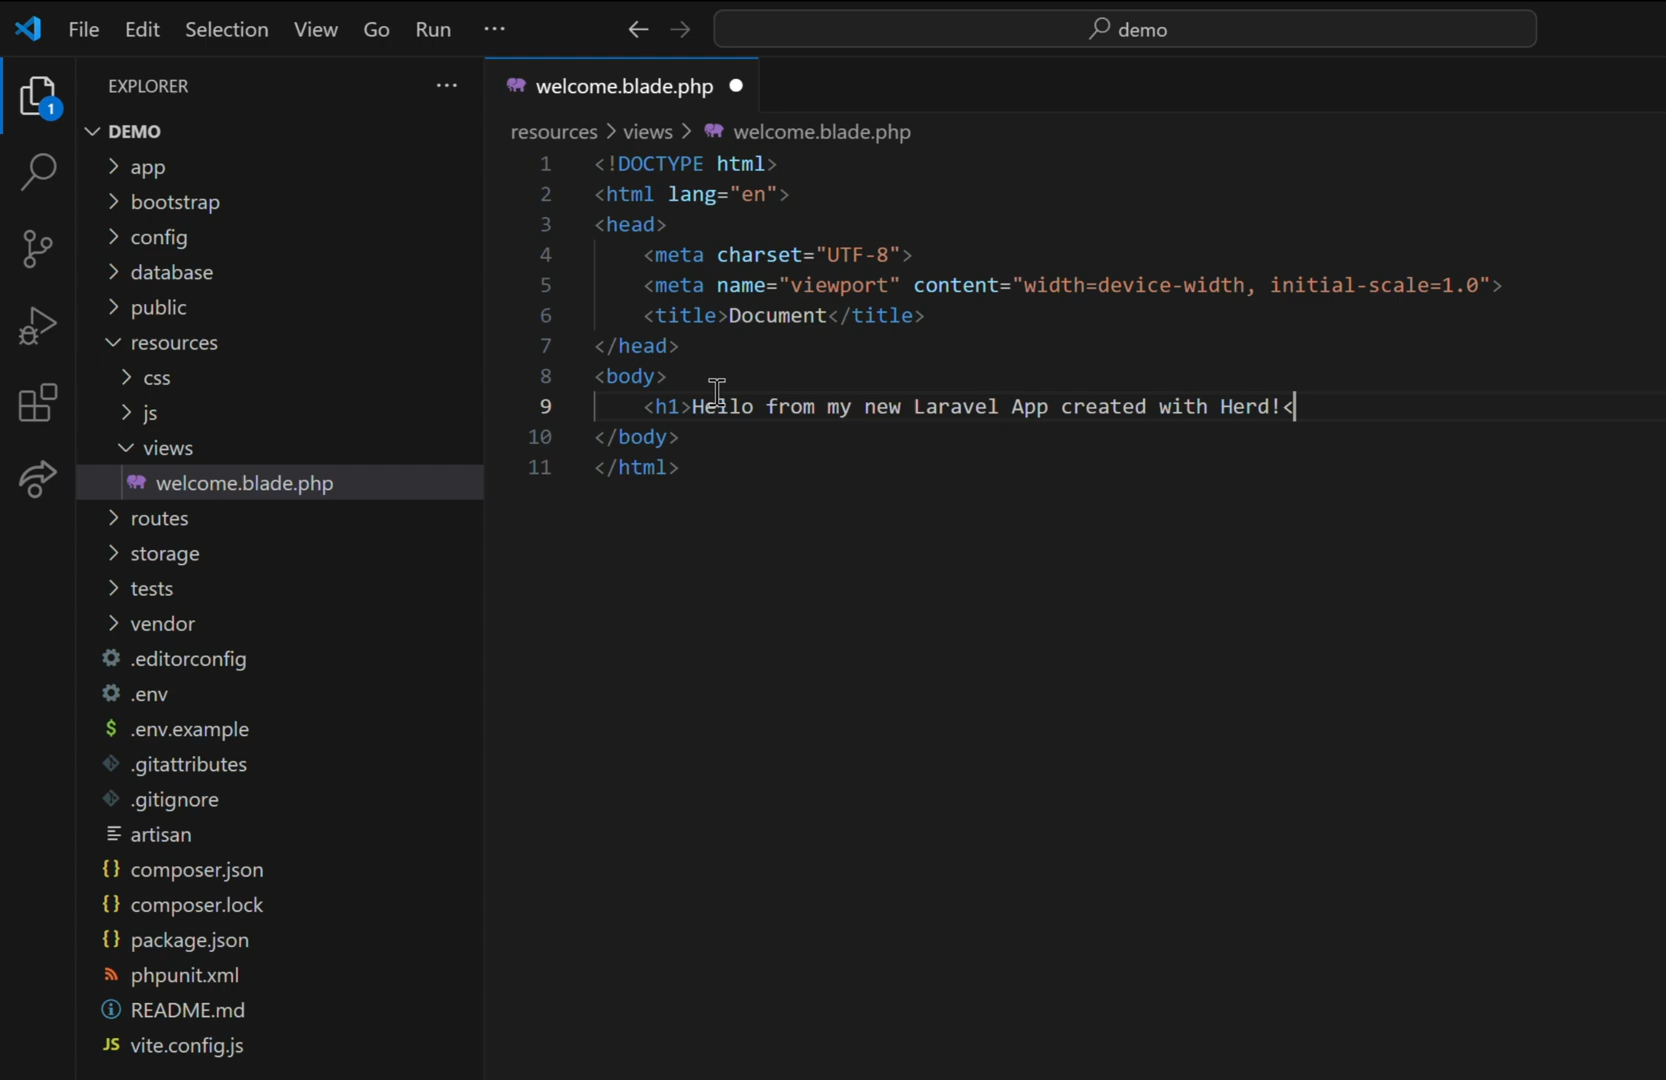 File Edit Selection View Go Run ··· demo
1
EXPLORER ···
DEMO
app
bootstrap
config
database
public
resources
css
js
views
welcome.blade.php
routes
storage
tests
vendor
.editorconfig
.env
$ .env.example
.gitattributes
.gitignore
artisan
{} composer.json
{} composer.lock
{} package.json
phpunit.xml
README.md
JS vite.config.js
welcome.blade.php
resources > views > welcome.blade.php
1 <!DOCTYPE html>
2 <html lang="en">
3 <head>
4 <meta charset="UTF-8">
5 <meta name="viewport" content="width=device-width, initial-scale=1.0">
6 <title>Document</title>
7 </head>
8 <body>
9 <h1>Hello from my new Laravel App created with Herd!<
10 </body>
11 </html>